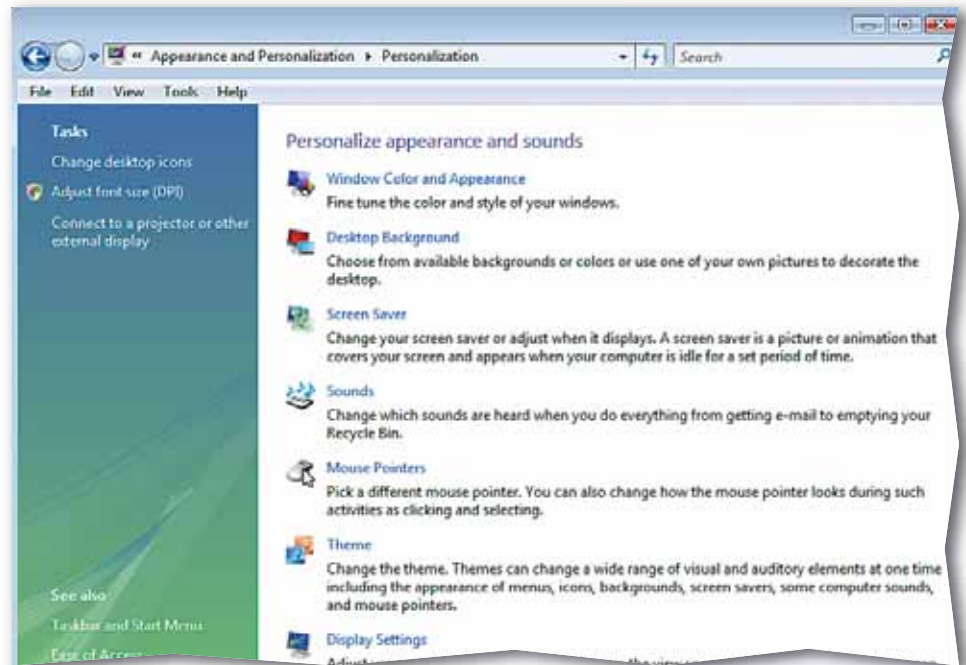 « Appearance and Personalization ▸ Personalization
Search
File Edit View Tools Help
Tasks
Change desktop icons
Adjust font size (DPI)
Connect to a projector or other
external display
See also
Taskbar and Start Menu
Ease of Access
Personalize appearance and sounds
Window Color and Appearance
Fine tune the color and style of your windows.
Desktop Background
Choose from available backgrounds or colors or use one of your own pictures to decorate the
desktop.
Screen Saver
Change your screen saver or adjust when it displays. A screen saver is a picture or animation that
covers your screen and appears when your computer is idle for a set period of time.
Sounds
Change which sounds are heard when you do everything from getting e-mail to emptying your
Recycle Bin.
Mouse Pointers
Pick a different mouse pointer. You can also change how the mouse pointer looks during such
activities as clicking and selecting.
Theme
Change the theme. Themes can change a wide range of visual and auditory elements at one time
including the appearance of menus, icons, backgrounds, screen savers, some computer sounds,
and mouse pointers.
Display Settings